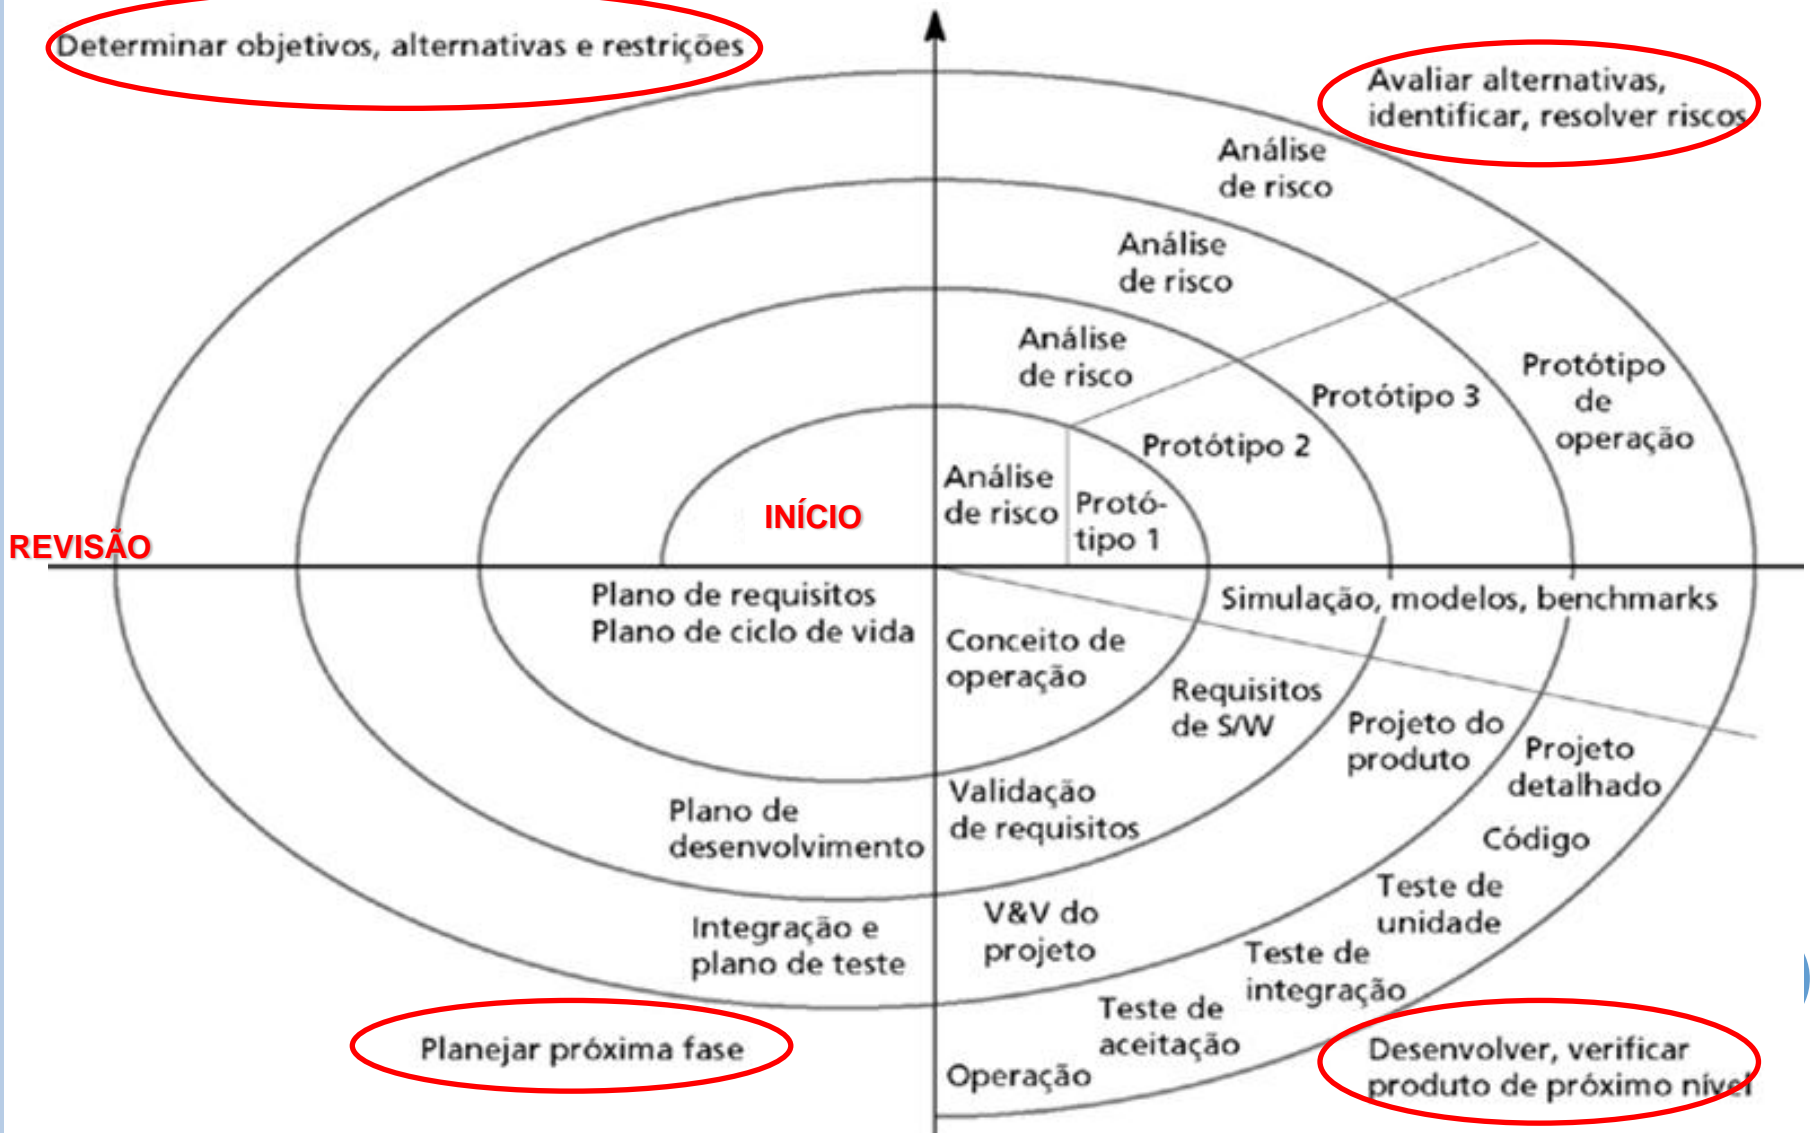 Determinar objetivos, alternativas e restrições
Avaliar alternativas,
identificar, resolver riscos
Análise
de risco
Análise
de risco
Análise
de risco
Protótipo
de
operação
Protótipo 3
Protótipo 2
Análise
de risco
Protó-
tipo 1
INÍCIO
REVISÃO
Plano de requisitos
Plano de ciclo de vida
Simulação, modelos, benchmarks
Conceito de
operação
Requisitos
de S/W
Projeto do
produto
Projeto
detalhado
Plano de
desenvolvimento
Validação
de requisitos
Código
Teste de
unidade
Integração e
plano de teste
V&V do
projeto
Teste de
integração
Teste de
aceitação
Operação
Planejar próxima fase
Desenvolver, verificar
produto de próximo nível